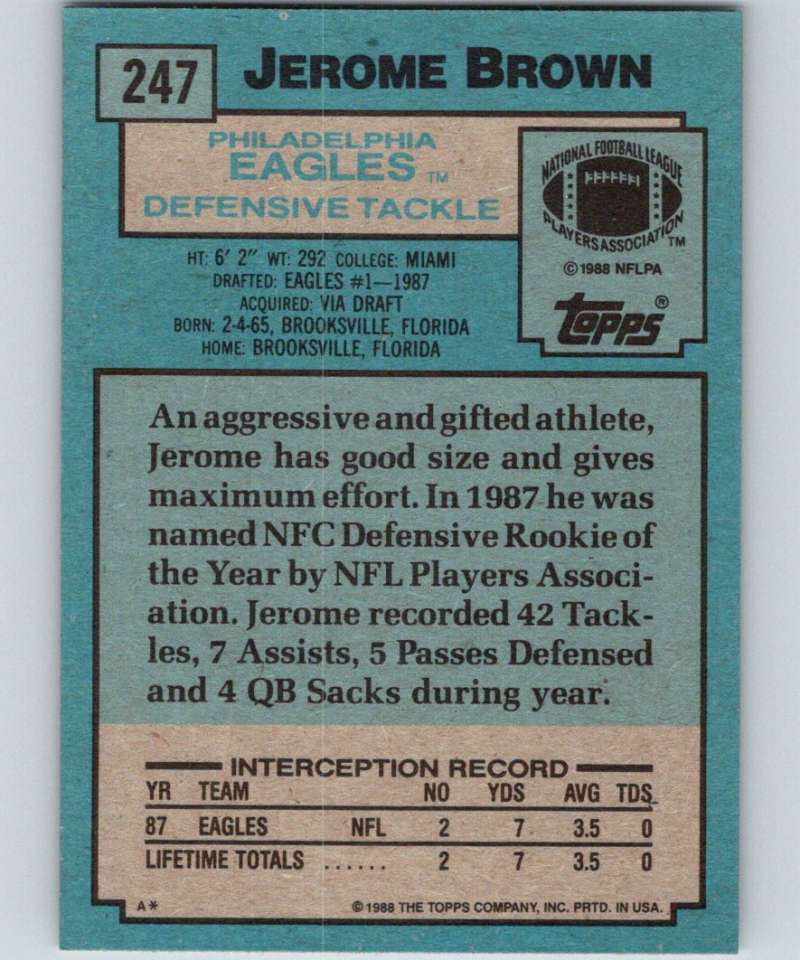 247
JEROME BROWN
PHILADELPHIA
EAGLES TM
DEFENSIVE TACKLE
NATIONAL FOOTBALL LEAGUE
PLAYERS ASSOCIATION TM
© 1988 NFLPA
TOPPS®
HT: 6' 2" WT: 292 COLLEGE: MIAMI
DRAFTED: EAGLES #1—1987
ACQUIRED: VIA DRAFT
BORN: 2-4-65, BROOKSVILLE, FLORIDA
HOME: BROOKSVILLE, FLORIDA
An aggressive and gifted athlete,
Jerome has good size and gives
maximum effort. In 1987 he was
named NFC Defensive Rookie of
the Year by NFL Players Associ-
ation. Jerome recorded 42 Tack-
les, 7 Assists, 5 Passes Defensed
and 4 QB Sacks during year.
INTERCEPTION RECORD
YR TEAM NO YDS AVG TDS
87 EAGLES NFL 2 7 3.5 0
LIFETIME TOTALS ...... 2 7 3.5 0
A* © 1988 THE TOPPS COMPANY, INC. PRTD. IN USA.